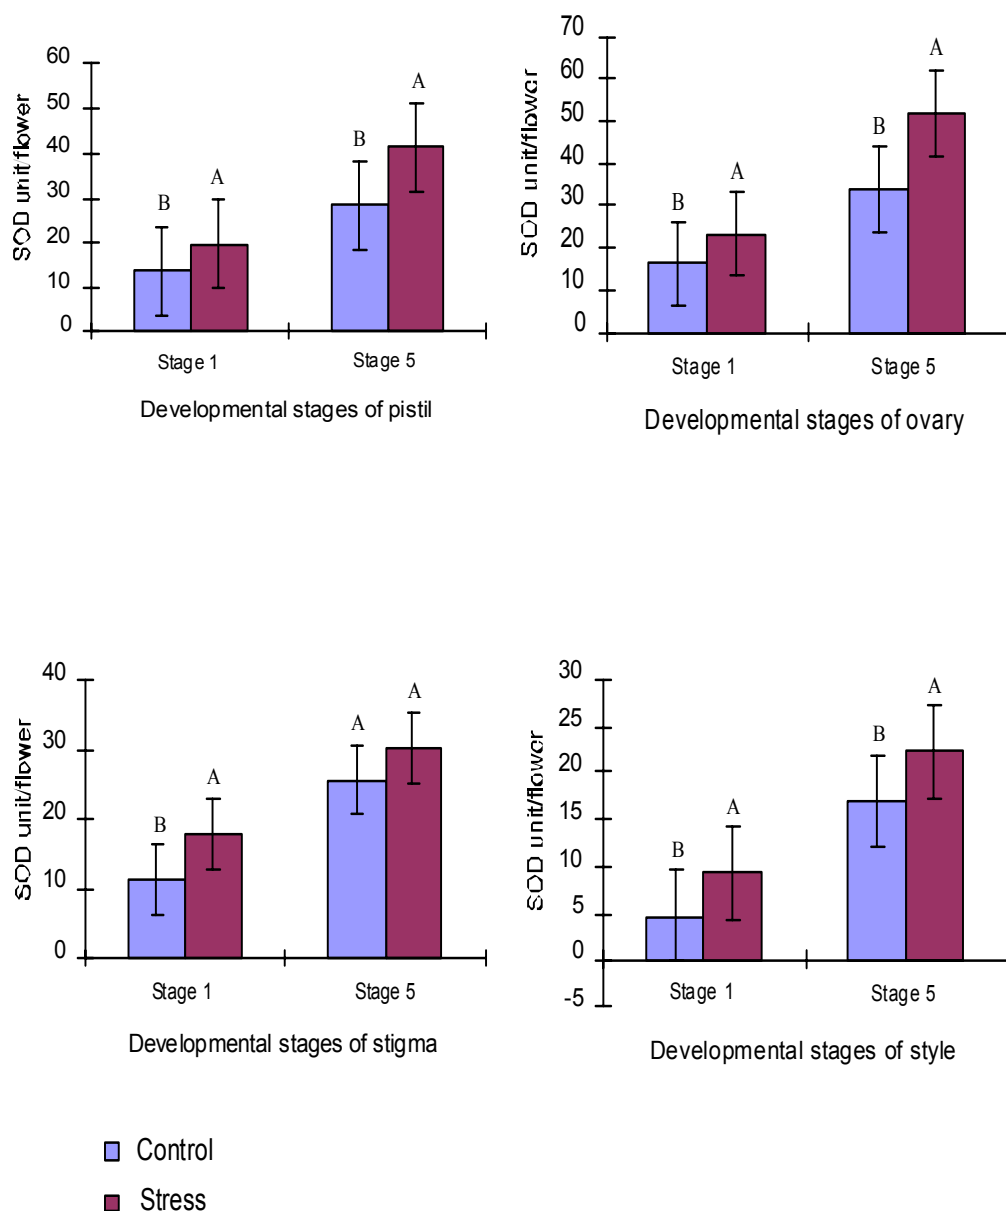 60
50
40
30
20
10
0
SOD unit/flower
B
A
B
A
Stage 1
Stage 5
Developmental stages of pistil
70
60
50
40
30
20
10
0
SOD unit/flower
B
A
B
A
Stage 1
Stage 5
Developmental stages of ovary
40
30
20
10
0
SOD unit/flower
B
A
A
A
Stage 1
Stage 5
Developmental stages of stigma
30
25
20
15
10
5
0
-5
SOD unit/flower
B
A
B
A
Stage 1
Stage 5
Developmental stages of style
Control
Stress